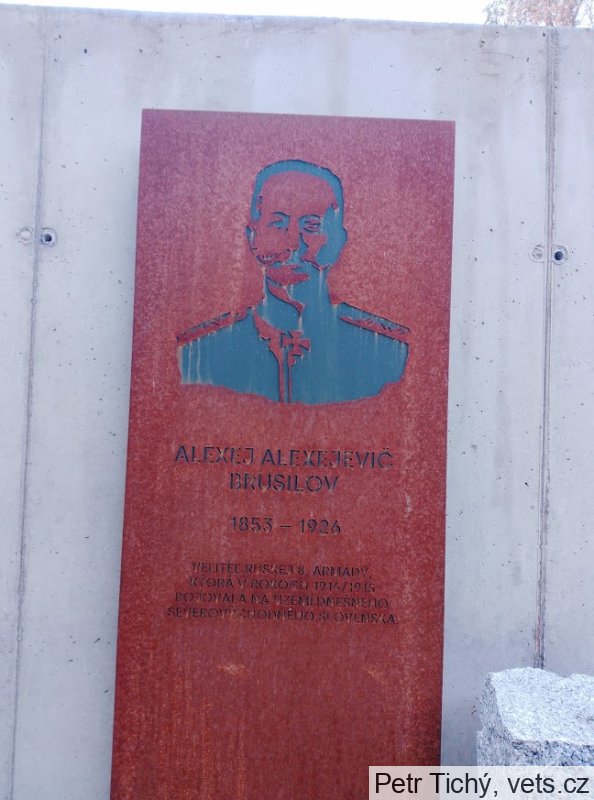 ALEXEJ ALEXEJEVIČ
BRUSILOV
1853 – 1926
VELITEĽ RUSKEJ 8. ARMÁDY,
KTORÁ V ROKOCH 1914/1915
BOJOVALA NA ÚZEMÍ DNEŠNÉHO
SEVEROVÝCHODNÉHO SLOVENSKA.
Petr Tichý, vets.cz